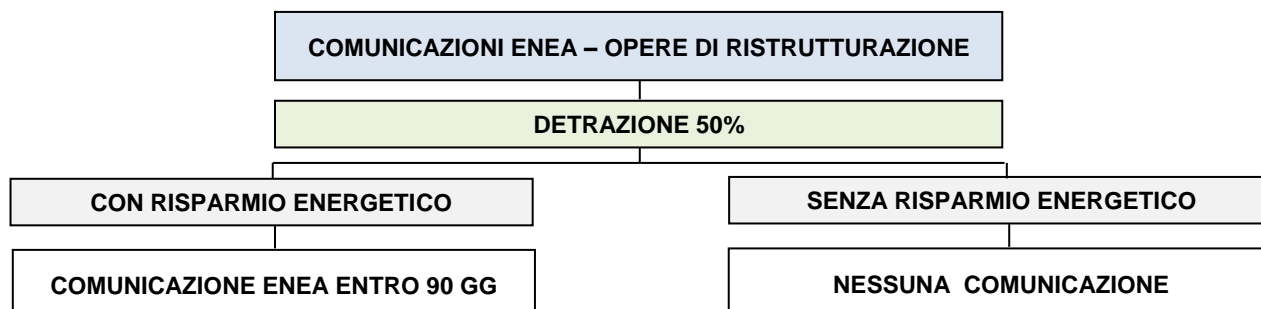 COMUNICAZIONI ENEA – OPERE DI RISTRUTTURAZIONE
DETRAZIONE 50%
CON RISPARMIO ENERGETICO
SENZA RISPARMIO ENERGETICO
COMUNICAZIONE ENEA ENTRO 90 GG
NESSUNA COMUNICAZIONE